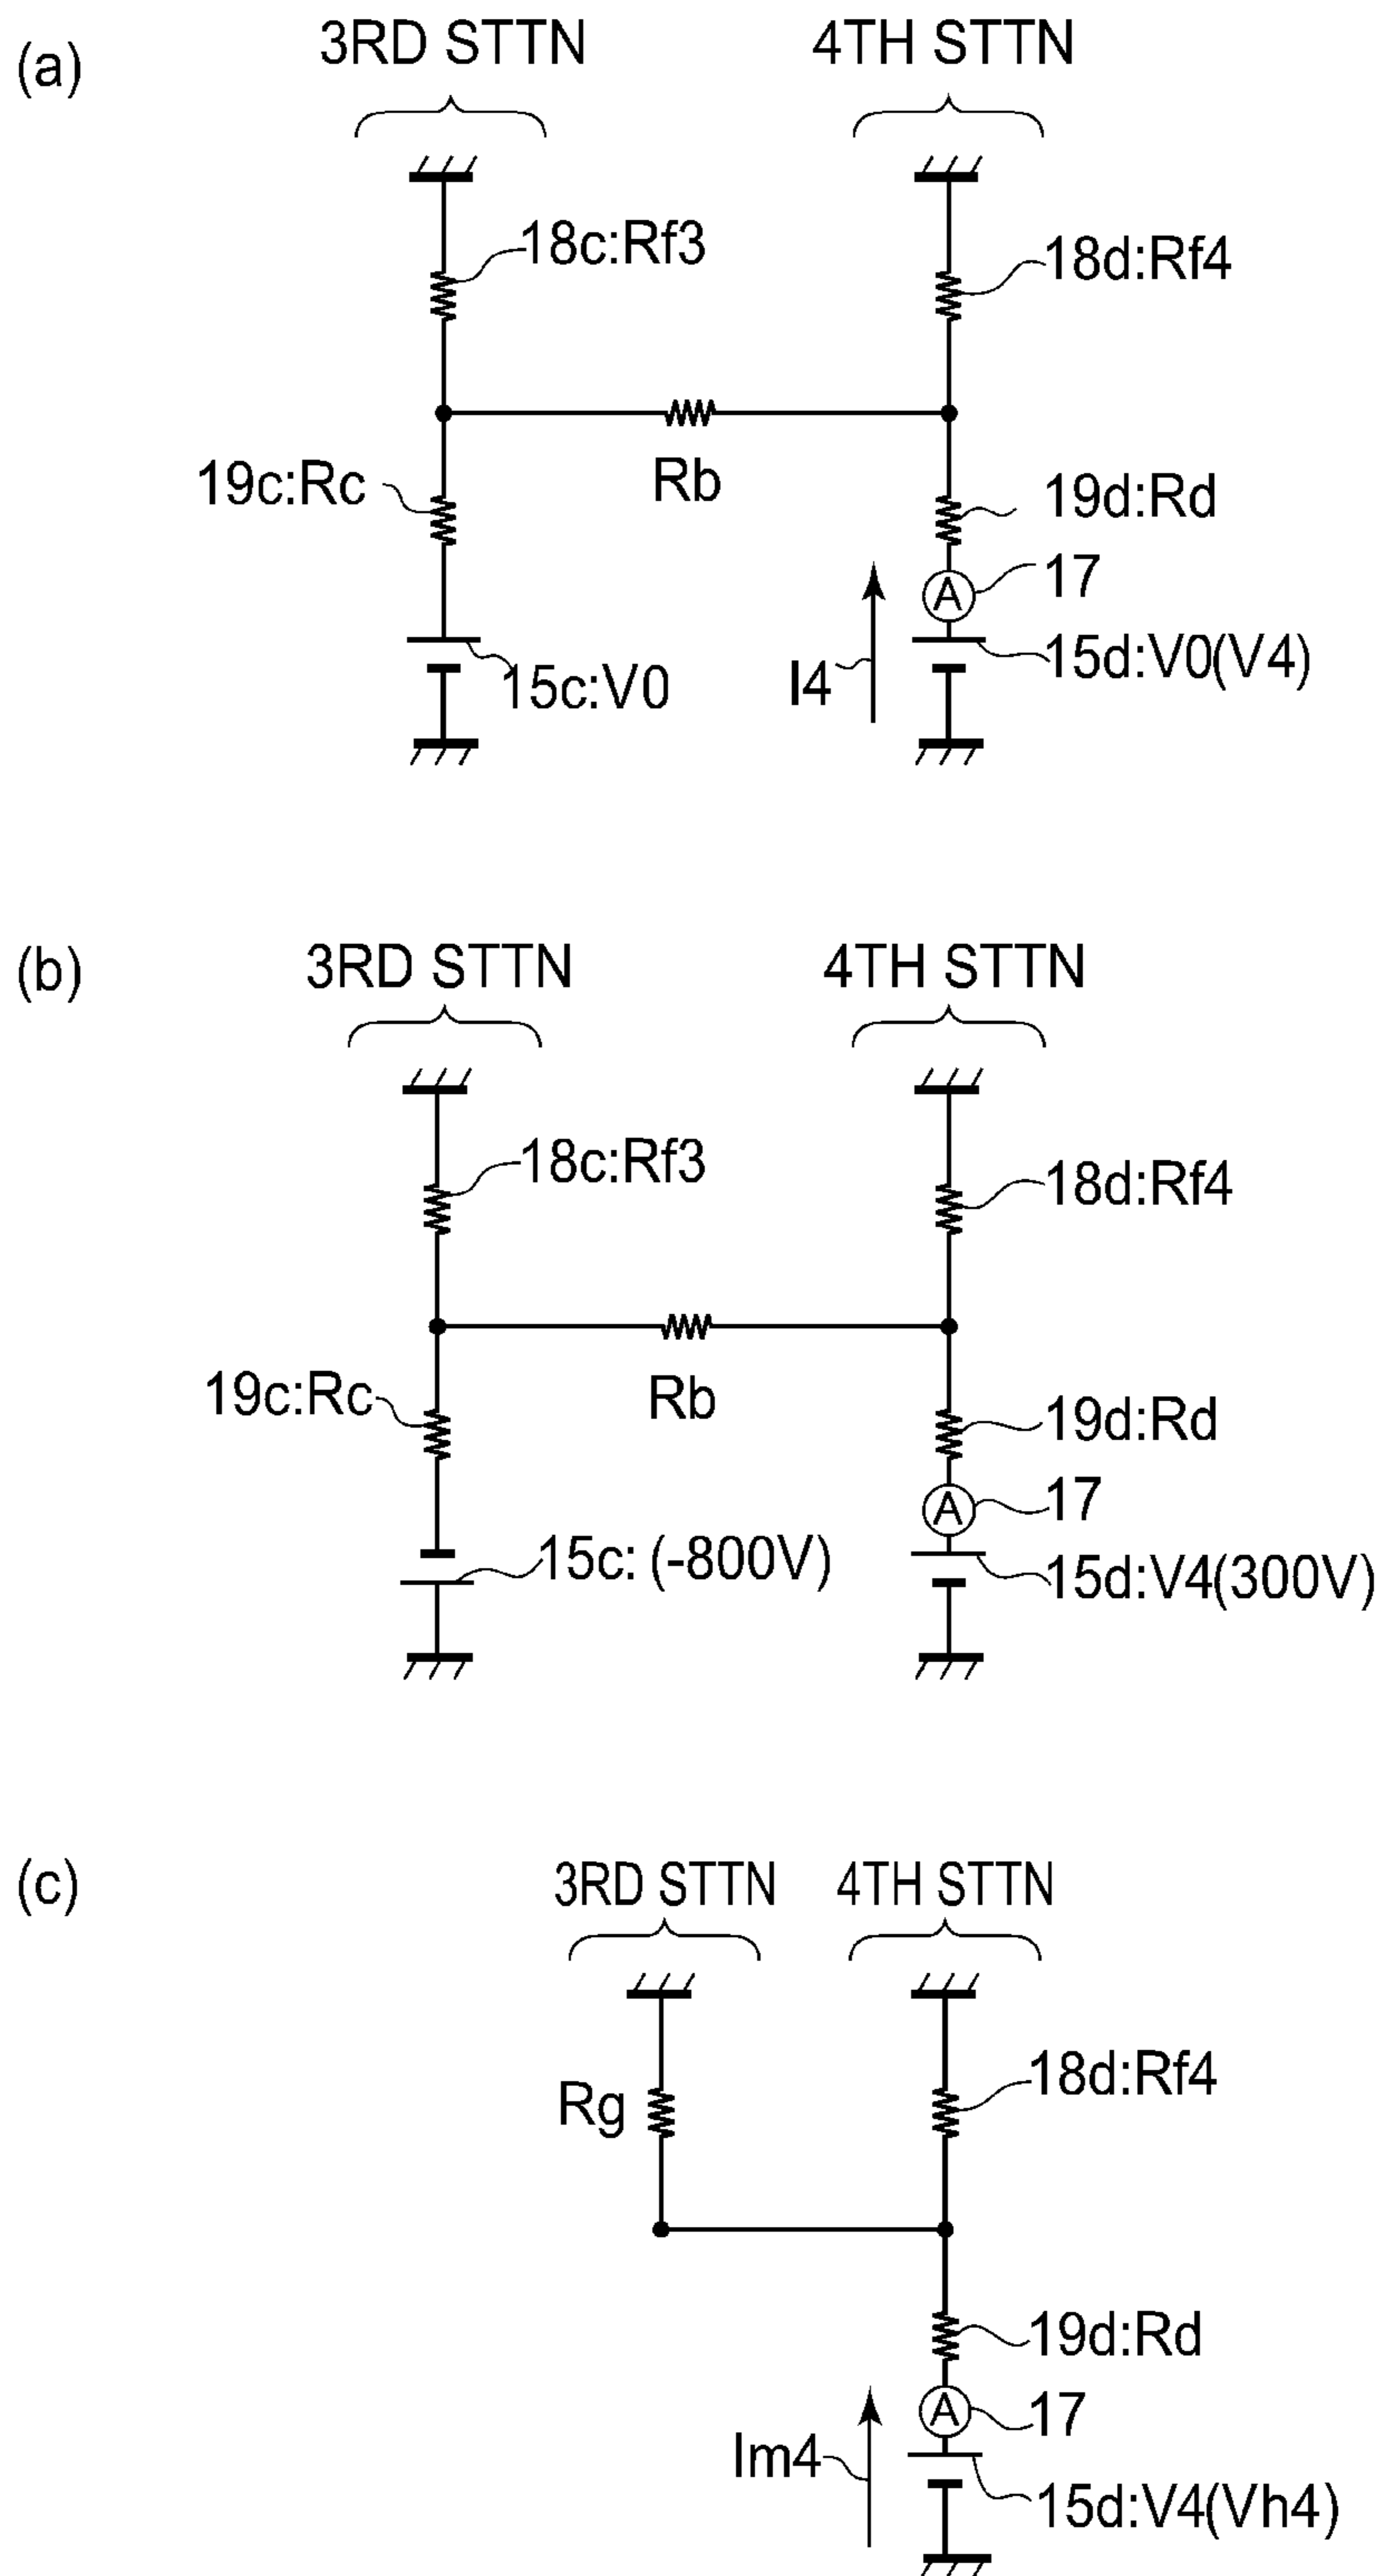 (a)
3RD STTN 4TH STTN
18c:Rf3
18d:Rf4
19c:Rc
Rb
19d:Rd
A
17
I4
15c:V0
15d:V0(V4)
(b)
3RD STTN 4TH STTN
18c:Rf3
18d:Rf4
19c:Rc
Rb
19d:Rd
A
17
15c: (-800V)
15d:V4(300V)
(c)
3RD STTN 4TH STTN
Rg
18d:Rf4
19d:Rd
A
17
Im4
15d:V4(Vh4)